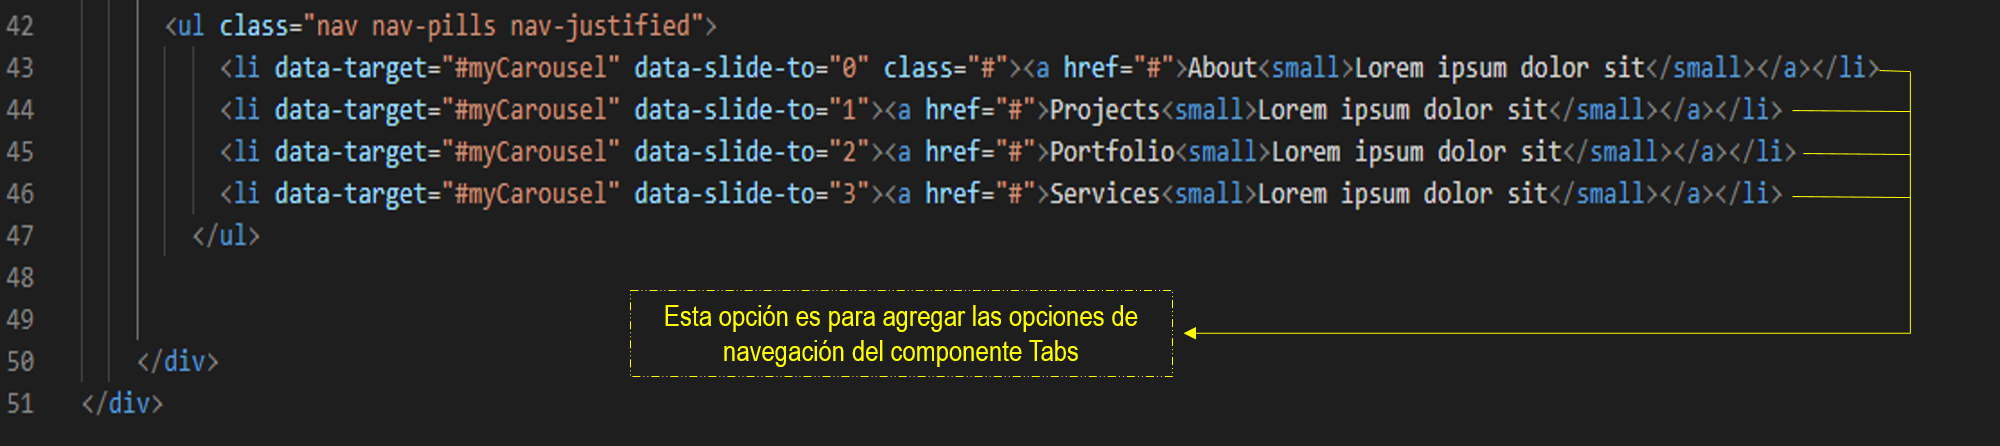 42 <ul class="nav nav-pills nav-justified">
43 <li data-target="#myCarousel" data-slide-to="0" class="#"><a href="#">About<small>Lorem ipsum dolor sit</small></a></li>
44 <li data-target="#myCarousel" data-slide-to="1"><a href="#">Projects<small>Lorem ipsum dolor sit</small></a></li>
45 <li data-target="#myCarousel" data-slide-to="2"><a href="#">Portfolio<small>Lorem ipsum dolor sit</small></a></li>
46 <li data-target="#myCarousel" data-slide-to="3"><a href="#">Services<small>Lorem ipsum dolor sit</small></a></li>
47 </ul>
48
49
Esta opción es para agregar las opciones de
navegación del componente Tabs
50 </div>
51 </div>